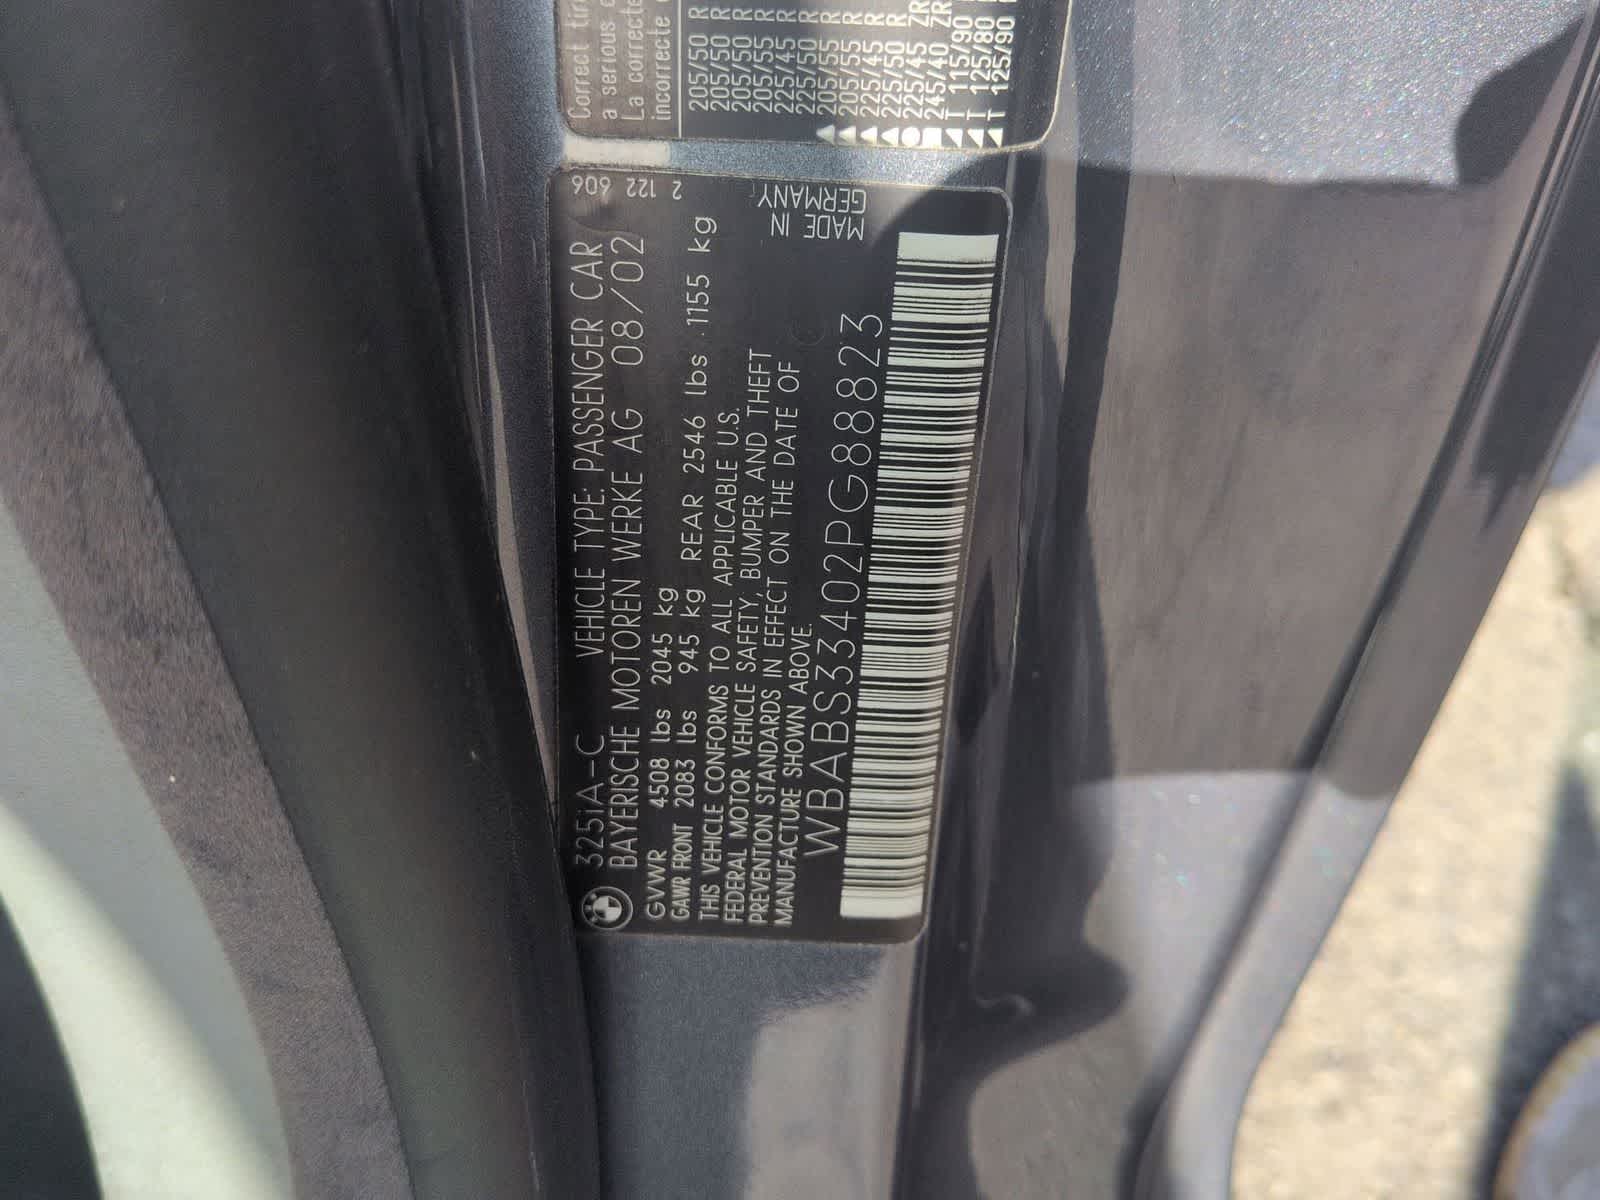 325iA-C VEHICLE TYPE: PASSENGER CAR
BAYERISCHE MOTOREN WERKE AG 08/02
GVWR 4508 lbs 2045 kg
GAWR FRONT 2083 lbs 945 kg REAR 2546 lbs 1155 kg
THIS VEHICLE CONFORMS TO ALL APPLICABLE U.S.
FEDERAL MOTOR VEHICLE SAFETY, BUMPER AND THEFT
PREVENTION STANDARDS IN EFFECT ON THE DATE OF
MANUFACTURE SHOWN ABOVE.
WBABS33402PG88823
2 122 606
MADE IN
GERMANY
Correct
a serious
La correcte
incorrecte
205/50 R
205/50 R
205/50 R
205/55 R
225/45 R
225/50 R
205/55 R
205/55 R
225/45 R
225/50 R
225/45 ZR
245/40 ZR
T 115/90
T 125/80
T 125/90